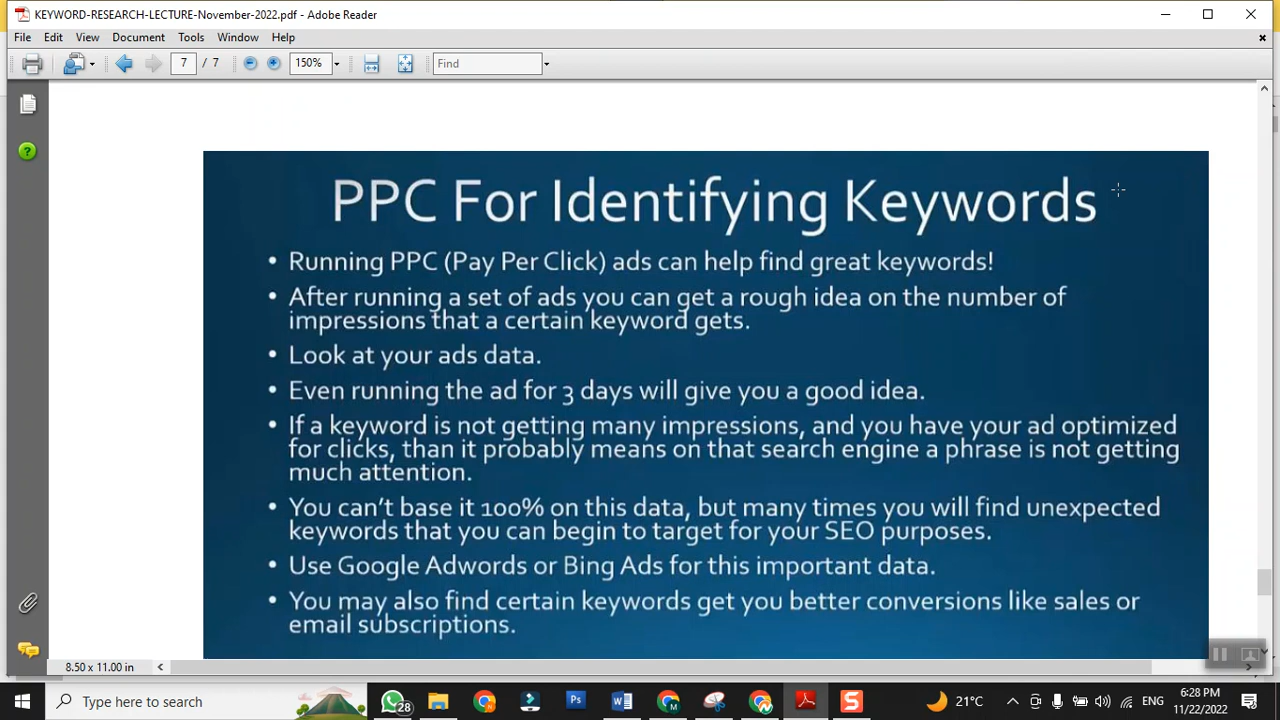 KEYWORD-RESEARCH-LECTURE-November-2022.pdf - Adobe Reader
File Edit View Document Tools Window Help
7 / 7 150% Find
PPC For Identifying Keywords
• Running PPC (Pay Per Click) ads can help find great keywords!
• After running a set of ads you can get a rough idea on the number of
impressions that a certain keyword gets.
• Look at your ads data.
• Even running the ad for 3 days will give you a good idea.
• If a keyword is not getting many impressions, and you have your ad optimized
for clicks, than it probably means on that search engine a phrase is not getting
much attention.
• You can't base it 100% on this data, but many times you will find unexpected
keywords that you can begin to target for your SEO purposes.
• Use Google Adwords or Bing Ads for this important data.
• You may also find certain keywords get you better conversions like sales or
email subscriptions.
8.50 x 11.00 in
Type here to search
28
Ps
W
M
S
21°C
ENG
6:28 PM
11/22/2022